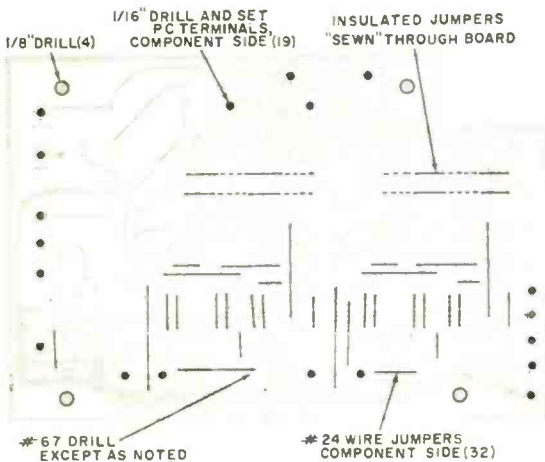 1/16" DRILL AND SET
PC TERMINALS,
COMPONENT SIDE (19)
INSULATED JUMPERS
"SEWN" THROUGH BOARD
1/8" DRILL (4)
#67 DRILL
EXCEPT AS NOTED
#24 WIRE JUMPERS
COMPONENT SIDE (32)